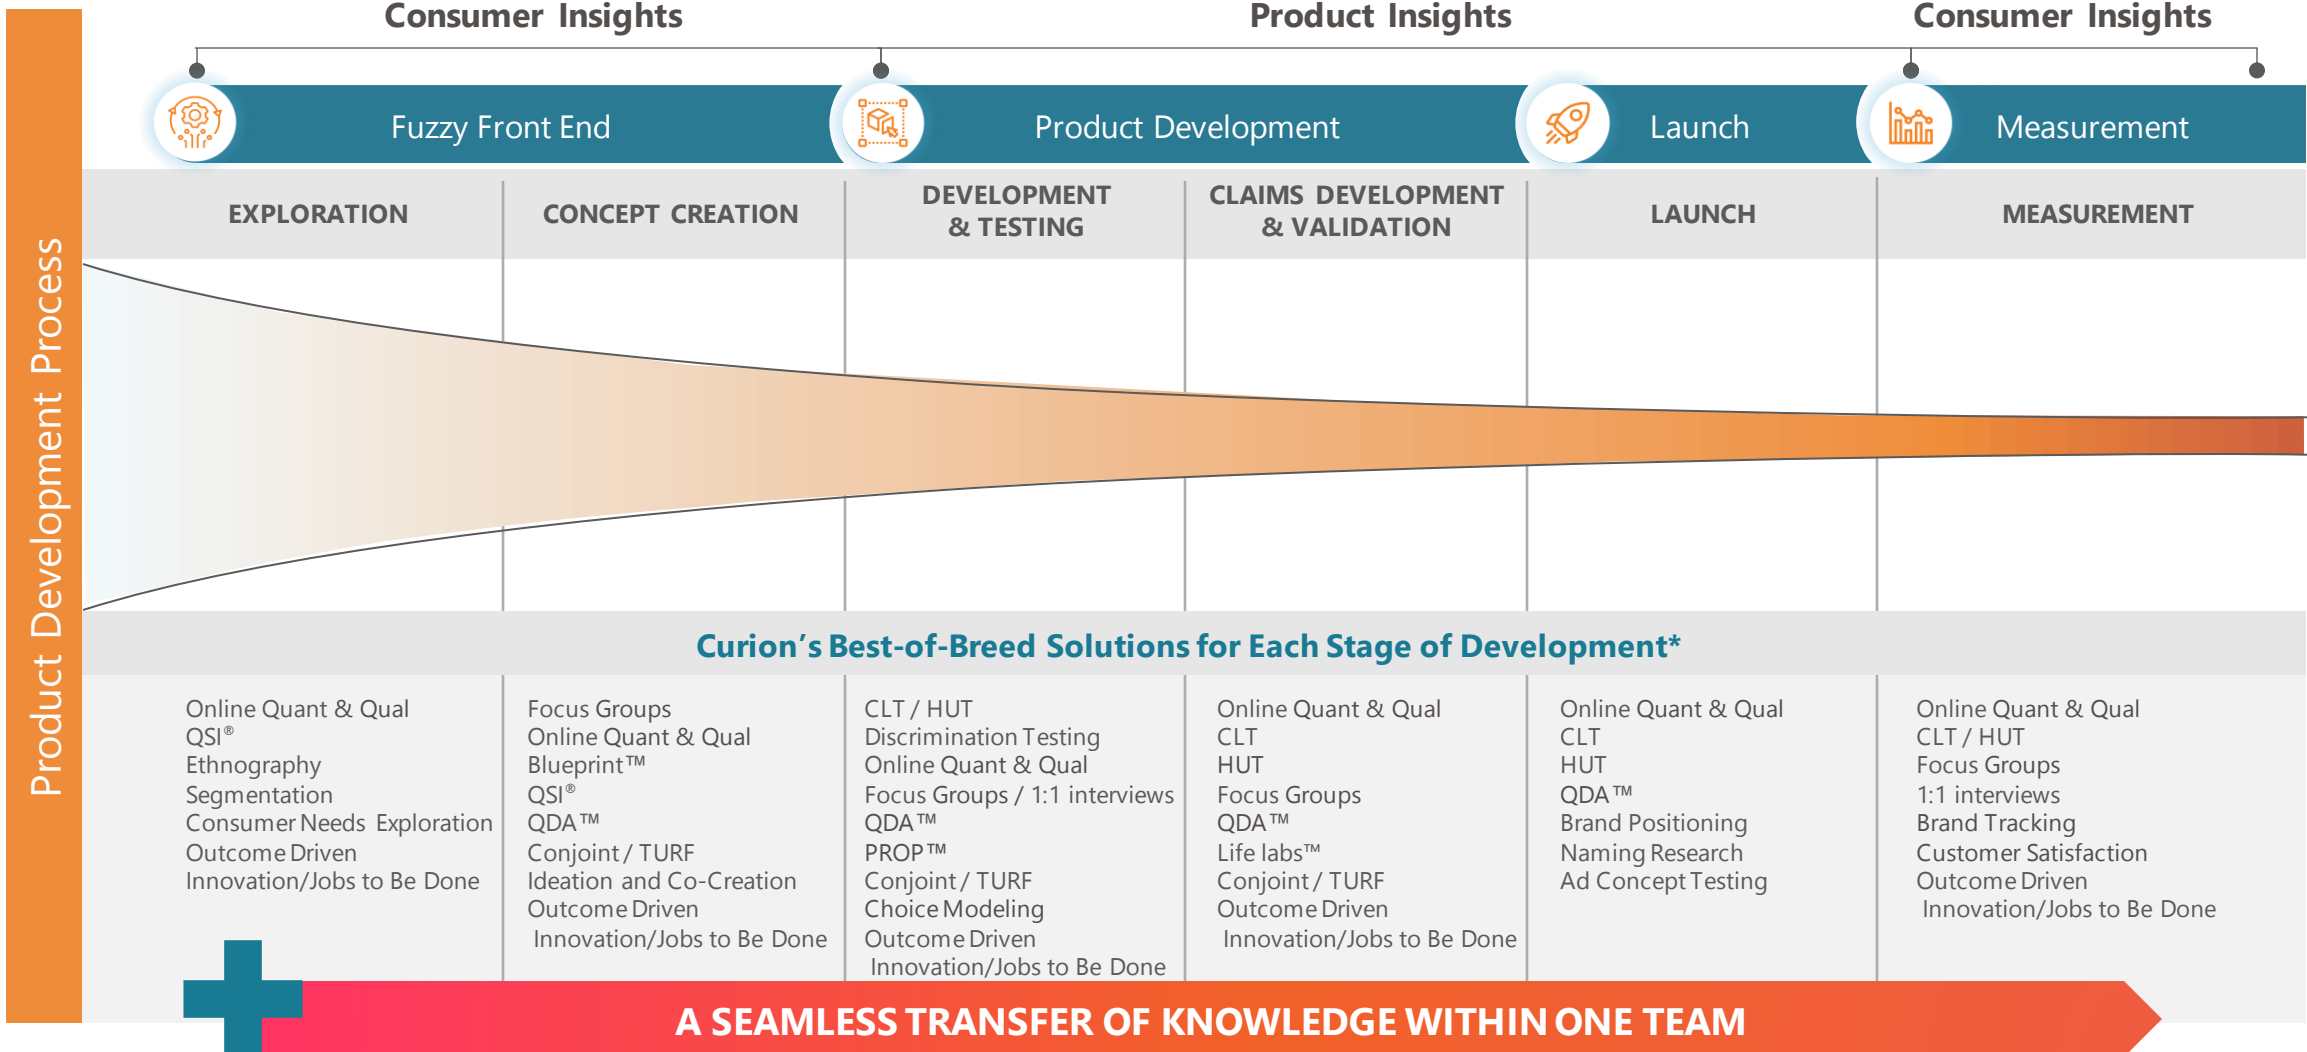 Consumer Insights
Product Insights
Consumer Insights
Fuzzy Front End
Product Development
Launch
Measurement
Product Development Process
EXPLORATION
CONCEPT CREATION
DEVELOPMENT
& TESTING
CLAIMS DEVELOPMENT
& VALIDATION
LAUNCH
MEASUREMENT
Curion’s Best-of-Breed Solutions for Each Stage of Development*
Online Quant & Qual
QSI®
Ethnography
Segmentation
Consumer Needs Exploration
Outcome Driven
Innovation/Jobs to Be Done
Focus Groups
Online Quant & Qual
Blueprint™
QSI®
QDA™
Conjoint / TURF
Ideation and Co-Creation
Outcome Driven
Innovation/Jobs to Be Done
CLT / HUT
Discrimination Testing
Online Quant & Qual
Focus Groups / 1:1 interviews
QDA™
PROP™
Conjoint / TURF
Choice Modeling
Outcome Driven
Innovation/Jobs to Be Done
Online Quant & Qual
CLT
HUT
Focus Groups
QDA™
Life labs™
Conjoint / TURF
Outcome Driven
Innovation/Jobs to Be Done
Online Quant & Qual
CLT
HUT
QDA™
Brand Positioning
Naming Research
Ad Concept Testing
Online Quant & Qual
CLT / HUT
Focus Groups
1:1 interviews
Brand Tracking
Customer Satisfaction
Outcome Driven
Innovation/Jobs to Be Done
A SEAMLESS TRANSFER OF KNOWLEDGE WITHIN ONE TEAM